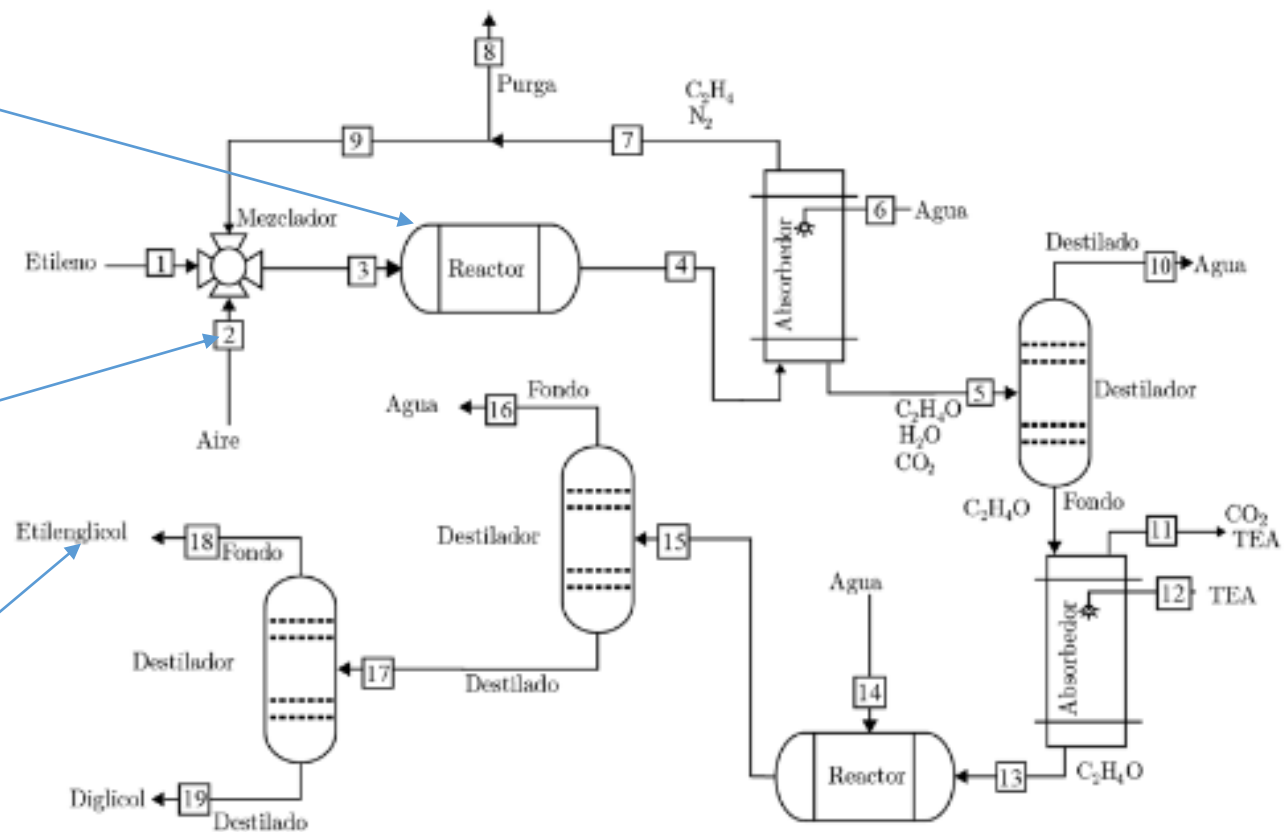 8
Purga
C₂H₄
N₂
9
7
Mezclador
Absorbedor
6
Agua
Etileno
1
3
Reactor
4
Destilado
10
Agua
2
Aire
5
C₂H₄O
H₂O
CO₂
Destilador
Agua
16
Fondo
Destilador
15
C₂H₄O
Fondo
11
CO₂
TEA
12
TEA
Absorbedor
Etilenglicol
18
Fondo
Destilador
17
Destilado
Agua
14
Reactor
13
C₂H₄O
Diglicol
19
Destilado